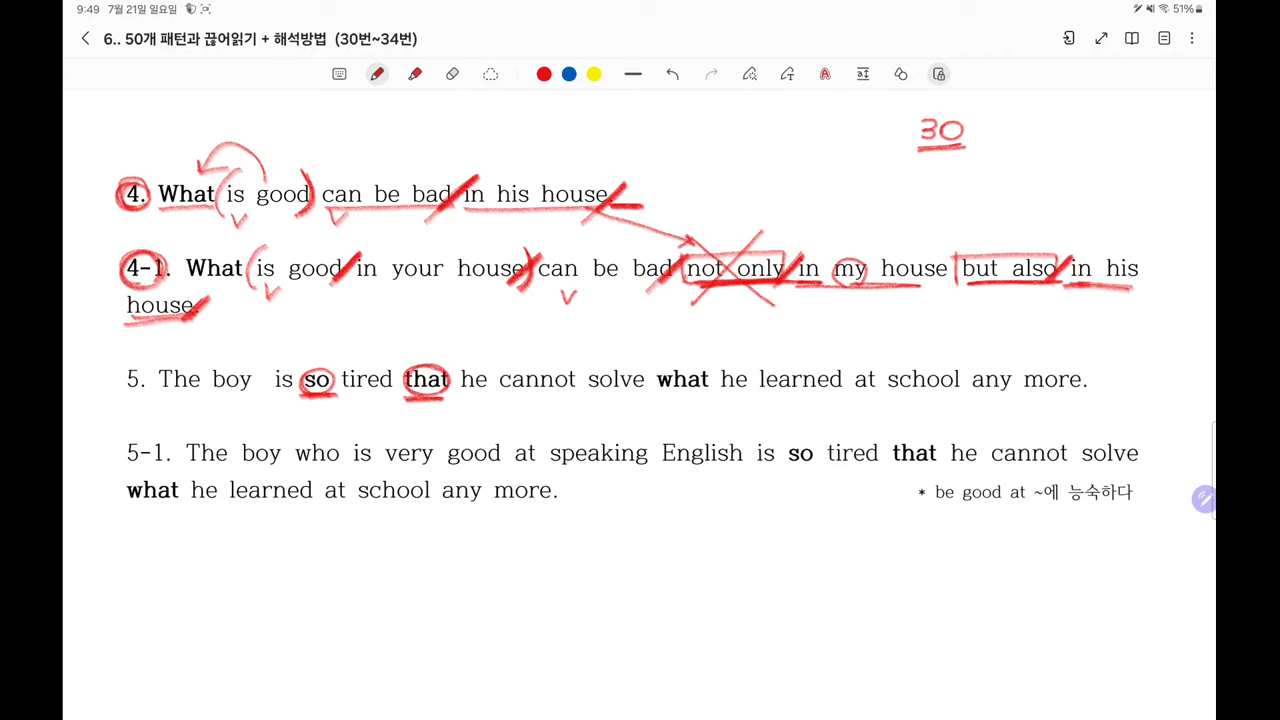 9:49 7월 21일 일요일 51%
6.. 50개 패턴과 끊어읽기 + 해석방법 (30번~34번)
30
4. What is good can be bad in his house.
4-1. What is good in your house can be bad not only in my house but also in his
house.
5. The boy is so tired that he cannot solve what he learned at school any more.
5-1. The boy who is very good at speaking English is so tired that he cannot solve
what he learned at school any more.
* be good at ~에 능숙하다